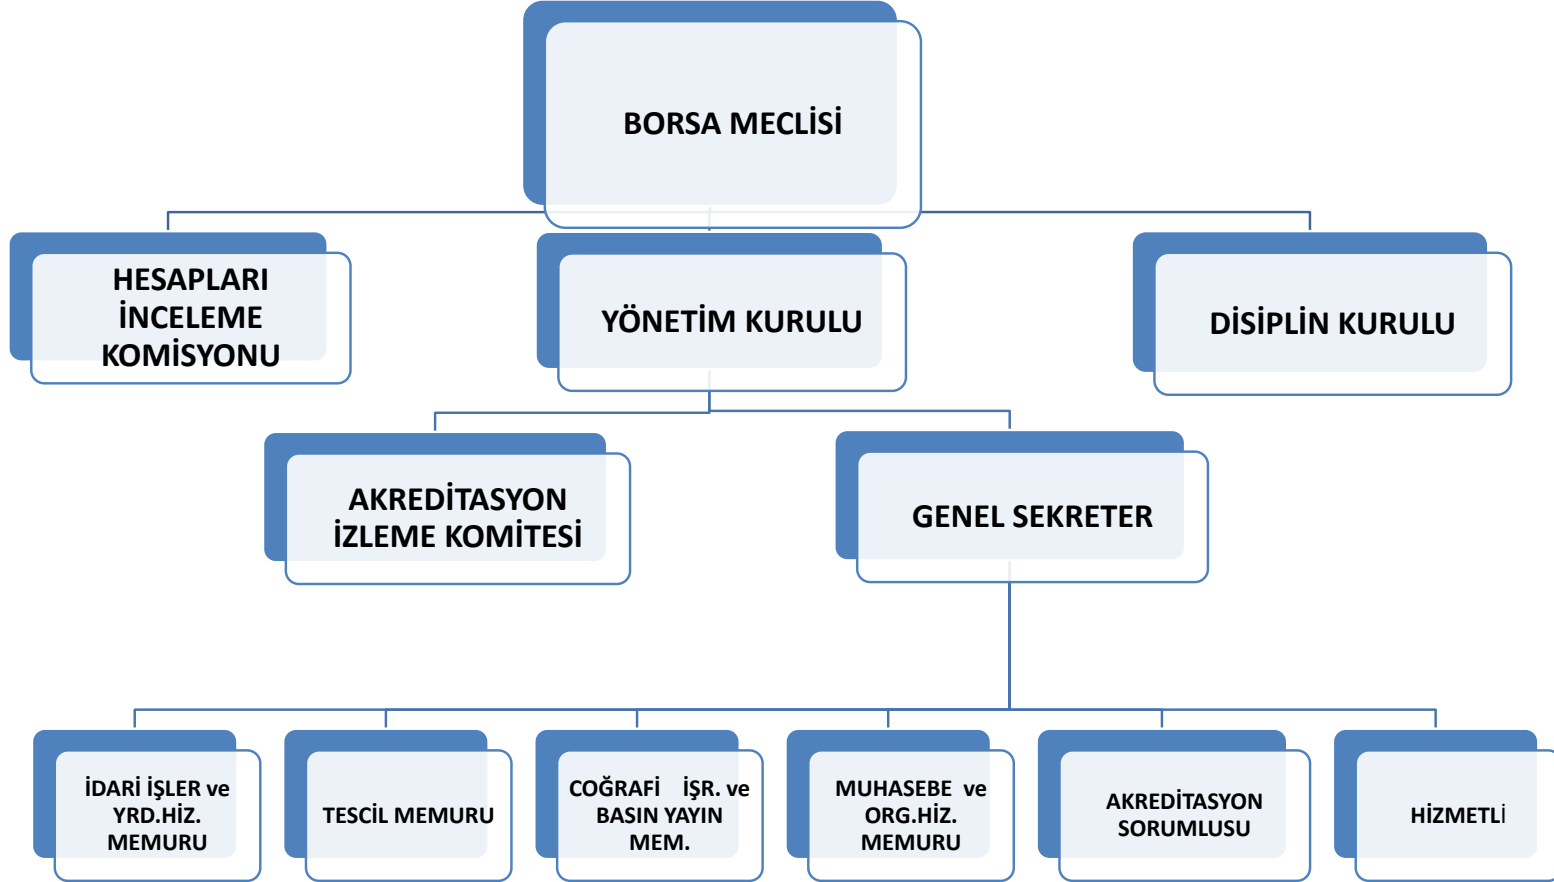 BORSA MECLİSİ
HESAPLARI
İNCELEME
KOMİSYONU
YÖNETİM KURULU
DİSİPLİN KURULU
AKREDİTASYON
İZLEME KOMİTESİ
GENEL SEKRETER
İDARİ İŞLER ve
YRD.HİZ.
MEMURU
TESCİL MEMURU
COĞRAFİ İŞR. ve
BASIN YAYIN
MEM.
MUHASEBE ve
ORG.HİZ.
MEMURU
AKREDİTASYON
SORUMLUSU
HİZMETLİ